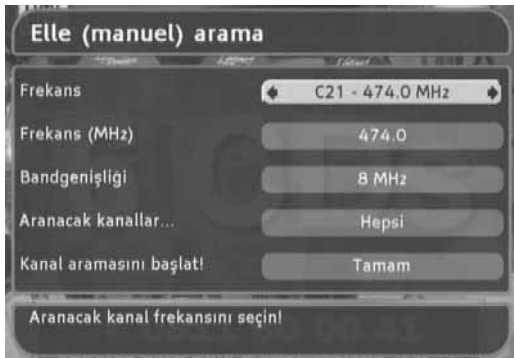 Elle (manuel) arama
Frekans C21 - 474.0 MHz
Frekans (MHz) 474.0
Bandgenişliği 8 MHz
Aranacak kanallar... Hepsi
Kanal aramasını başlat! Tamam
Aranacak kanal frekansını seçin!